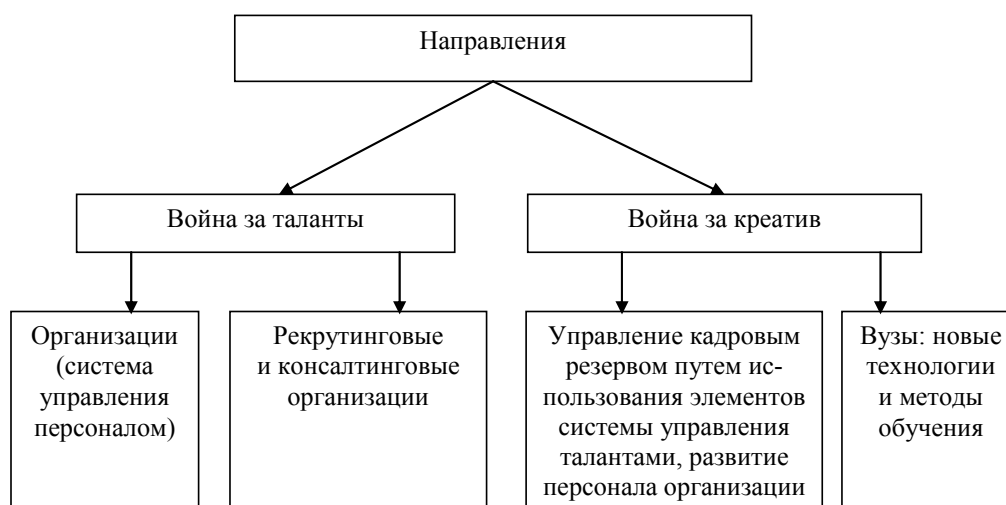 Направления
Война за таланты
Война за креатив
Организации
(система
управления
персоналом)
Рекрутинговые
и консалтинговые
организации
Управление кадровым
резервом путем ис-
пользования элементов
системы управления
талантами, развитие
персонала организации
Вузы: новые
технологии
и методы
обучения